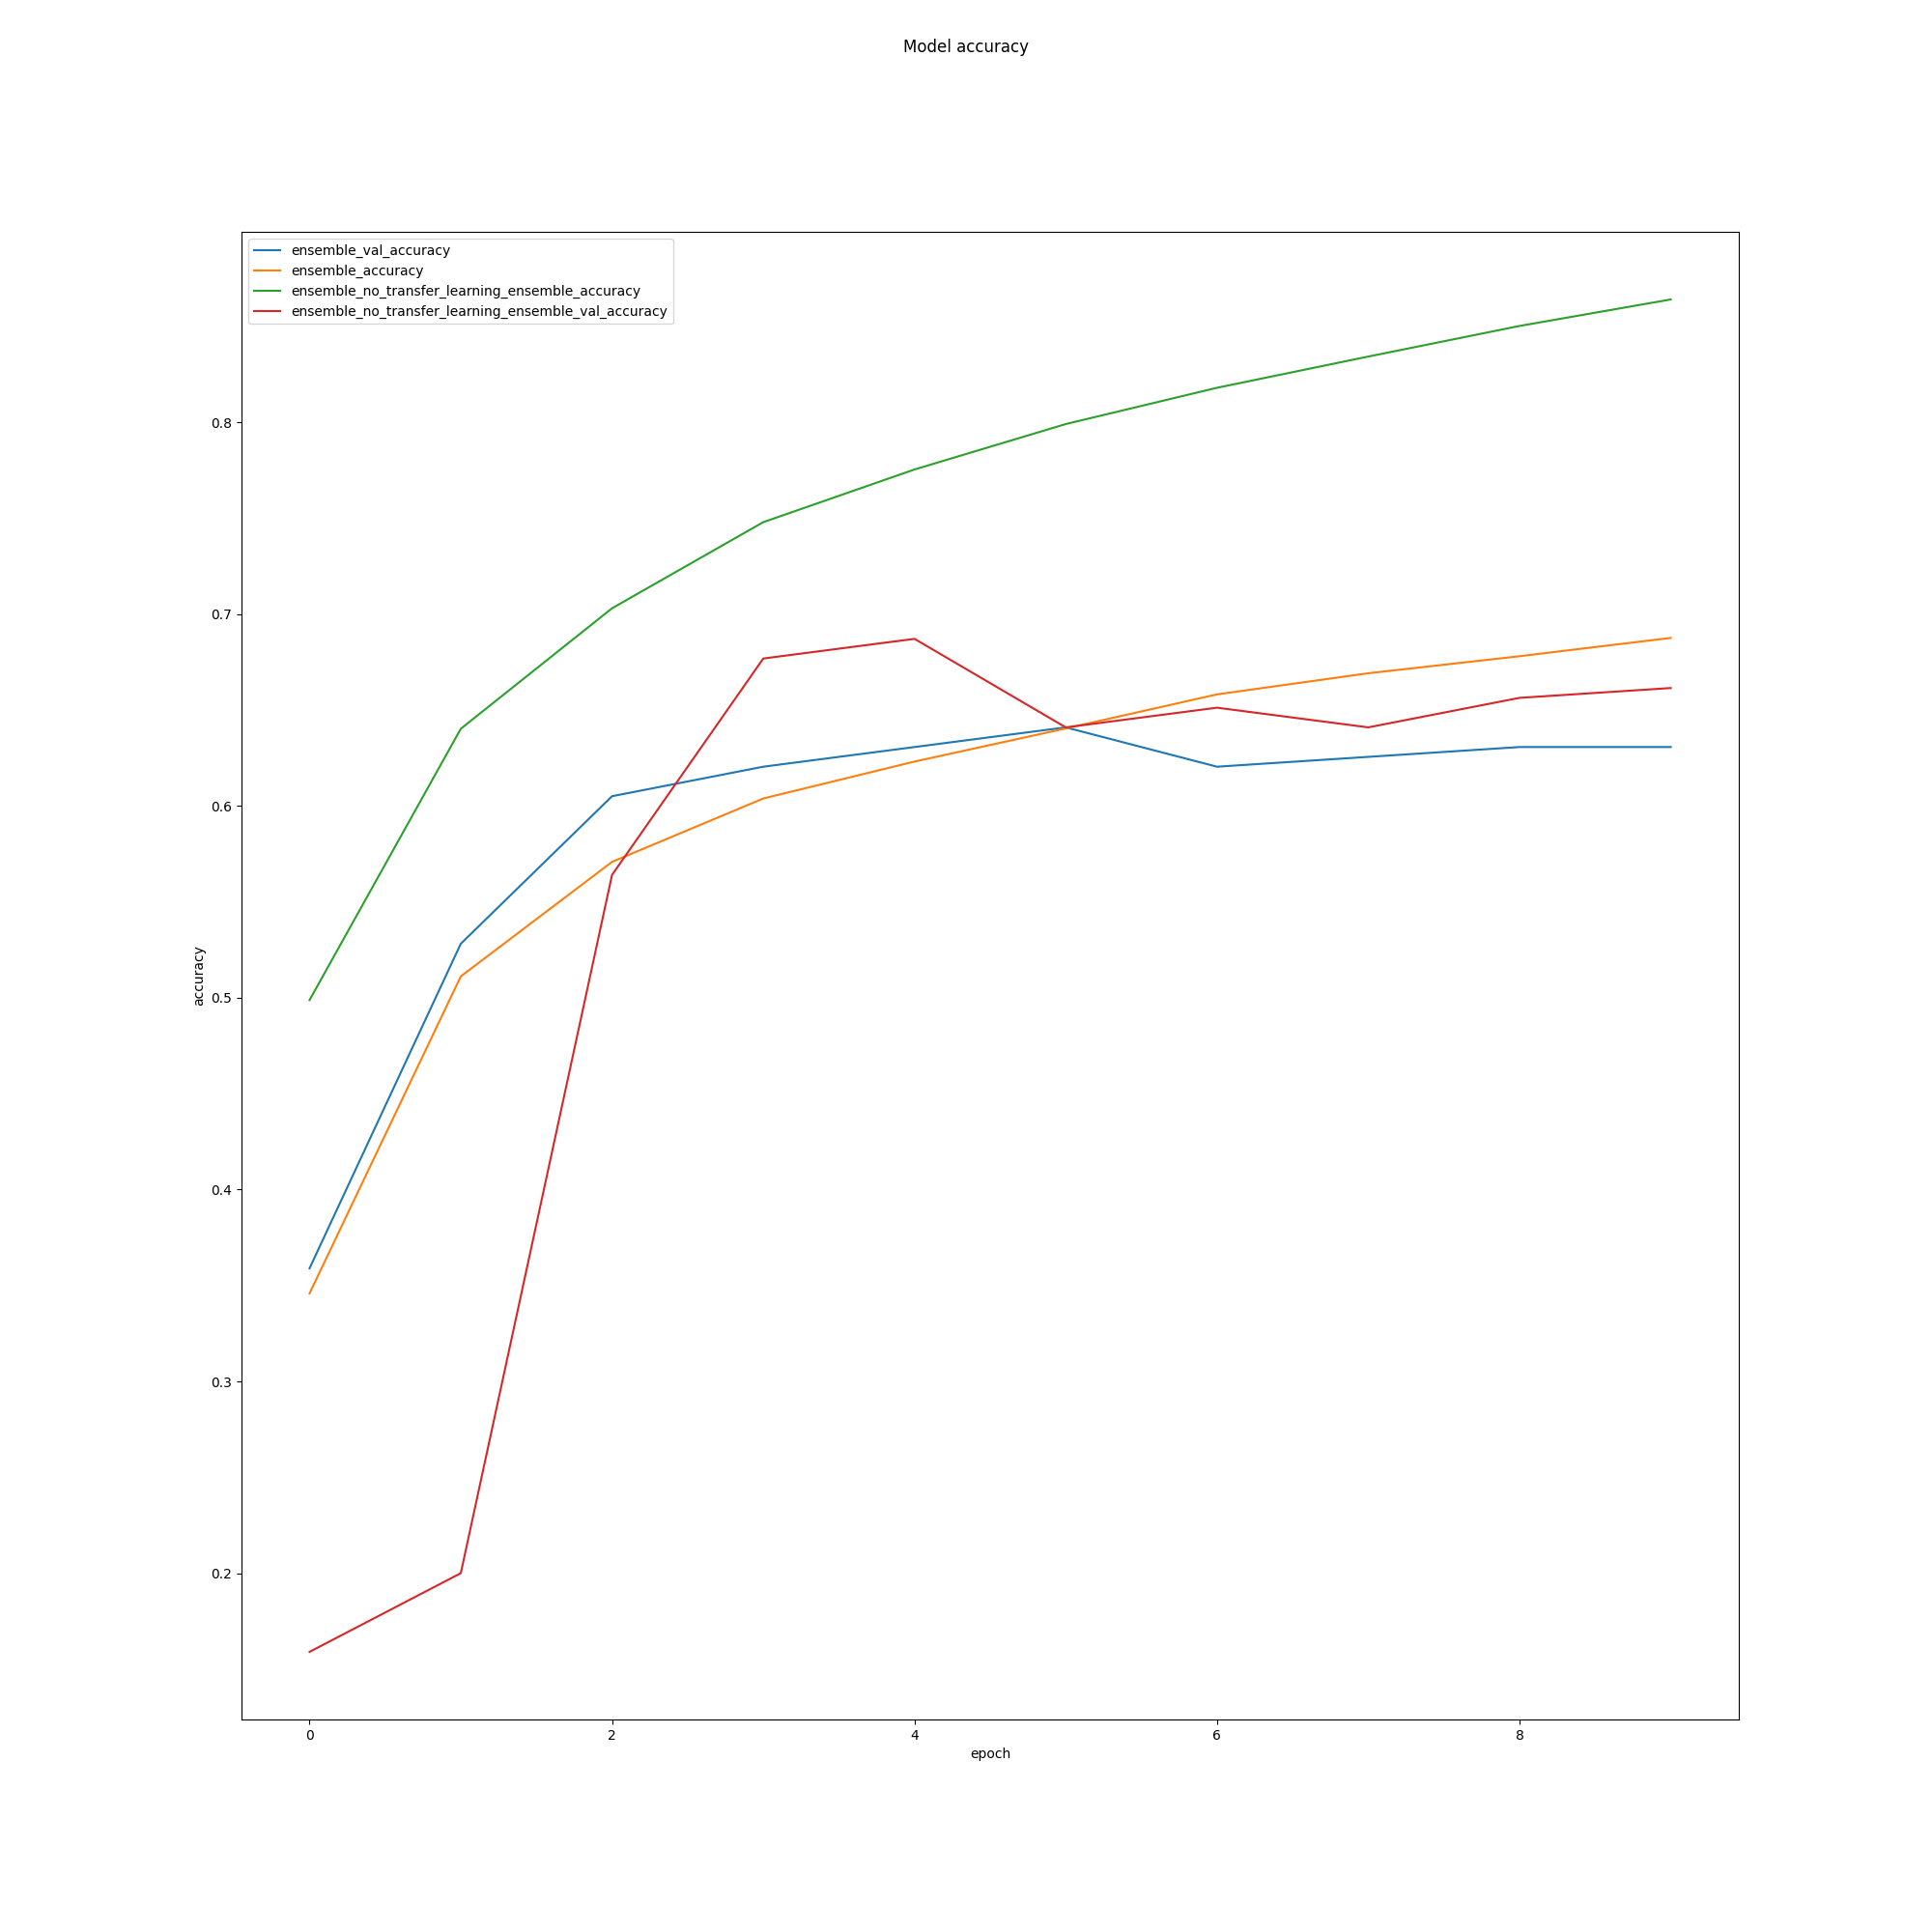 Model accuracy
ensemble_val_accuracy
ensemble_accuracy
ensemble_no_transfer_learning_ensemble_accuracy
ensemble_no_transfer_learning_ensemble_val_accuracy
0.8
0.7
0.6
0.5
0.4
0.3
0.2
accuracy
0 2 4 6 8
epoch